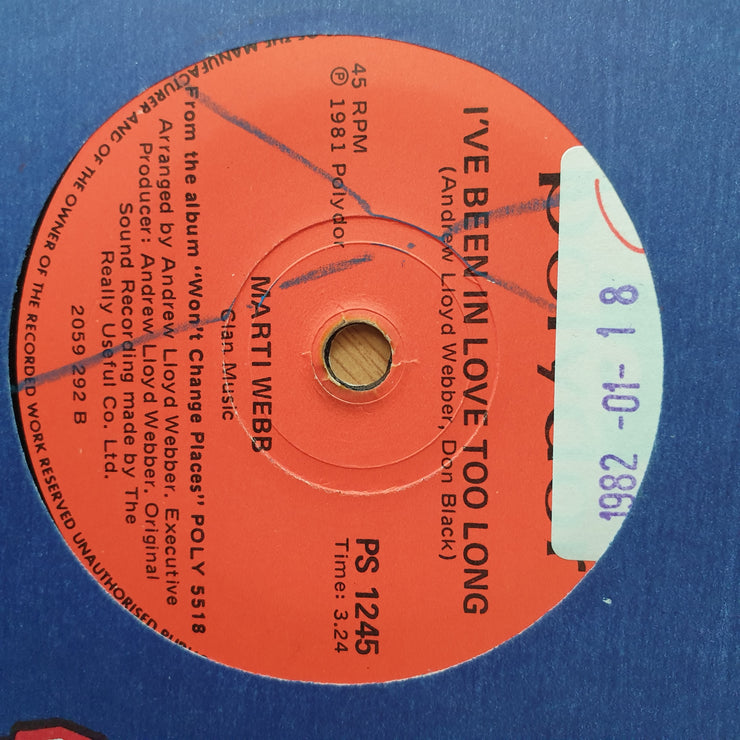 polydor
1982 -01- 18
I'VE BEEN IN LOVE TOO LONG
(Andrew Lloyd Webber, Don Black)
45 RPM
℗ 1981 Polydor
PS 1245
Time: 3.24
MARTI WEBB
Clan Music
From the album "Won't Change Places" POLY 5518
Arranged by Andrew Lloyd Webber. Executive
Producer: Andrew Lloyd Webber. Original
Sound Recording made by The
Really Useful Co. Ltd.
2059 292 B
OF THE MANUFACTURER AND OF THE OWNER OF THE RECORDED WORK RESERVED UNAUTHORISED